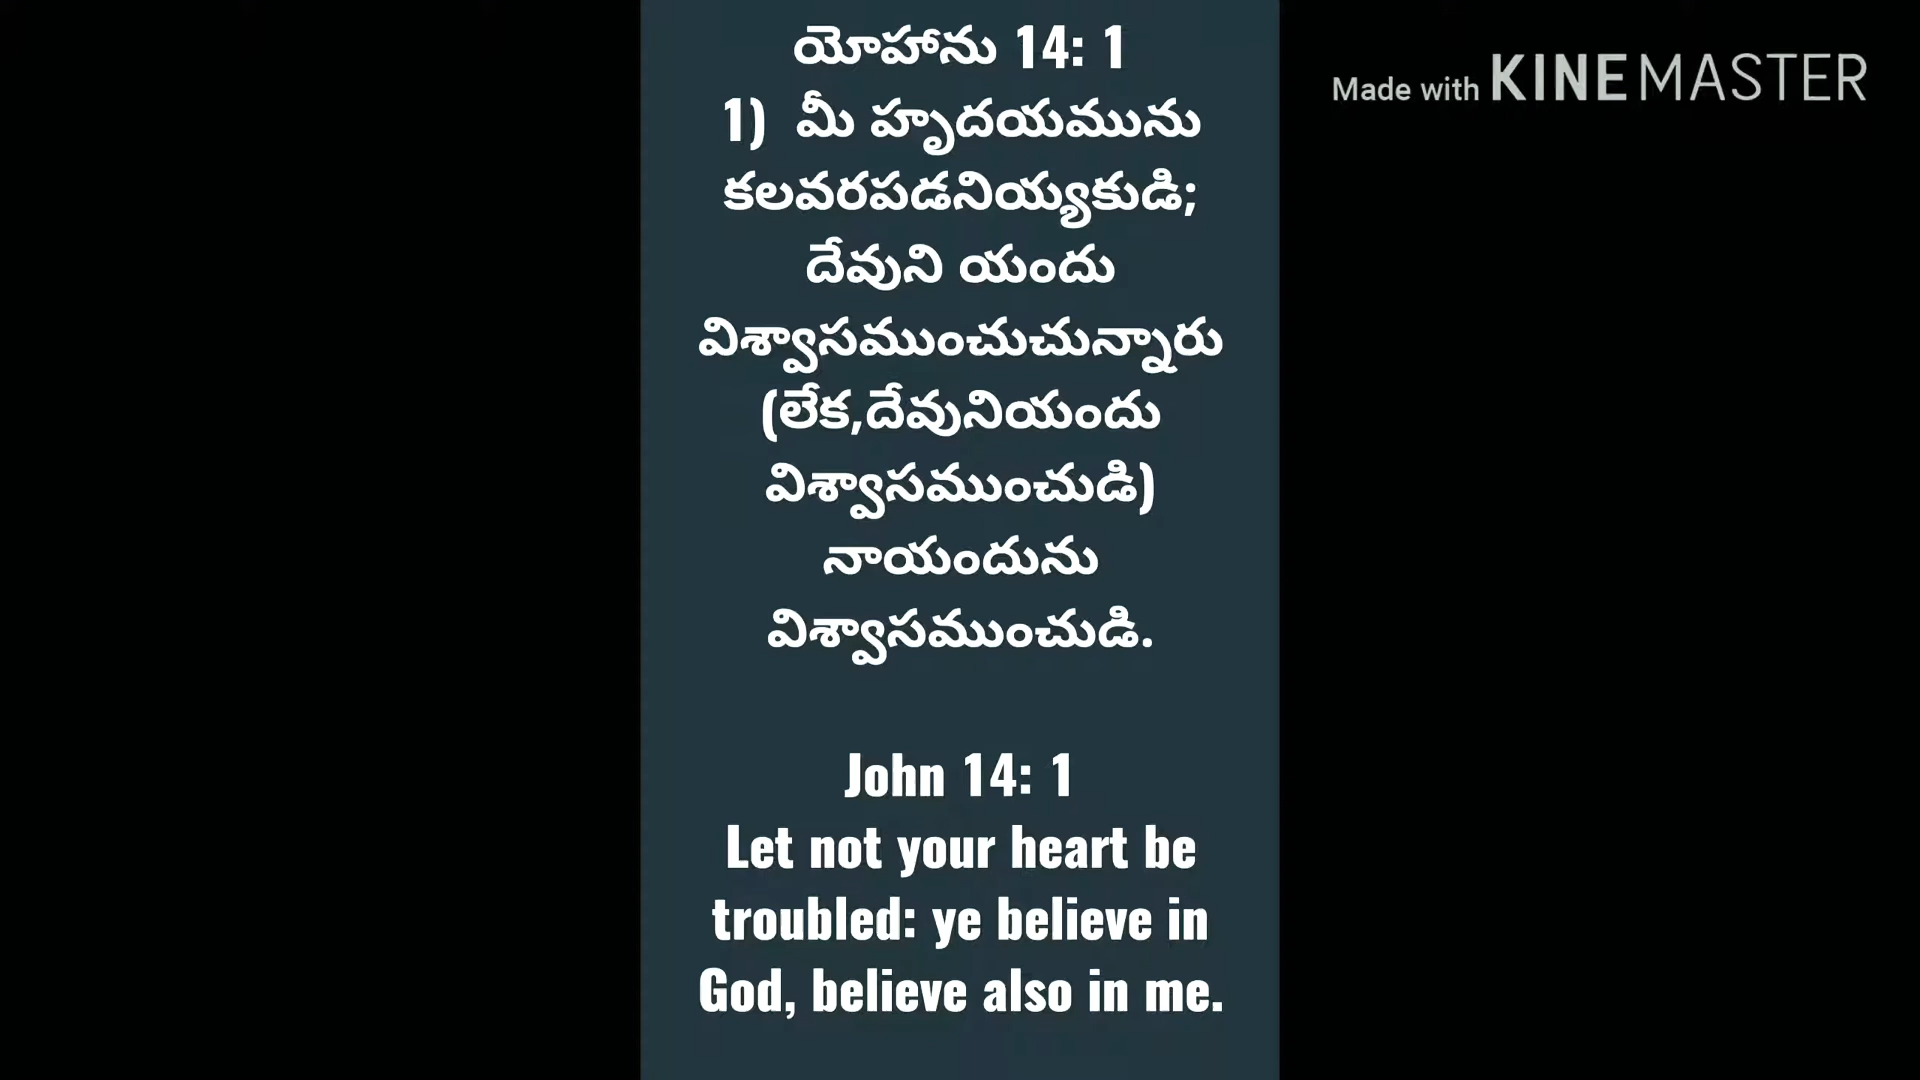 యోహాను 14: 1
Made with KINEMASTER
1) మీ హృదయమును
కలవరపడనియ్యకుడి;
దేవుని యందు
విశ్వాసముంచుచున్నారు
(లేక,దేవునియందు
విశ్వాసముంచుడి)
నాయందును
విశ్వాసముంచుడి.
John 14: 1
Let not your heart be
troubled: ye believe in
God, believe also in me.